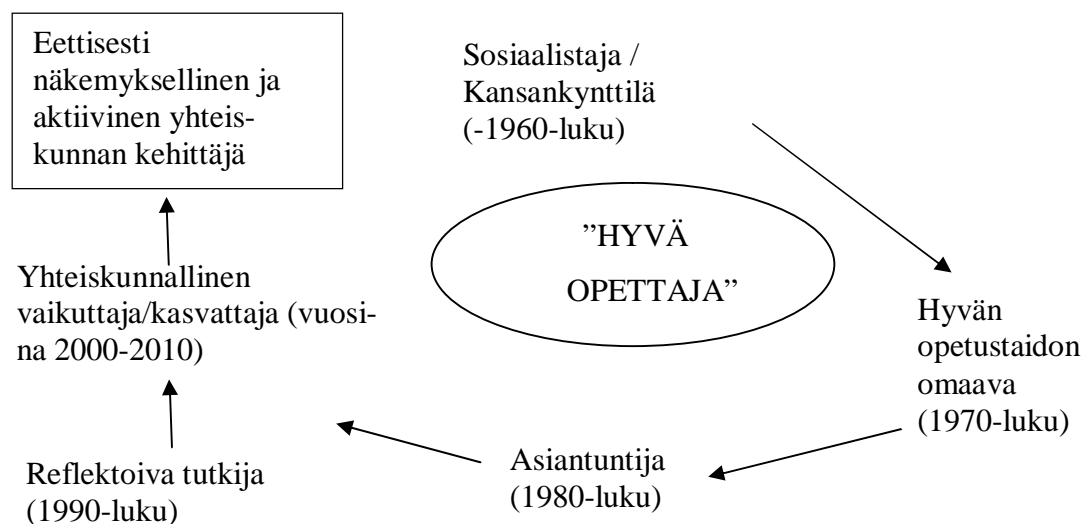 Eettisesti
näkemyksellinen ja
aktiivinen yhteis-
kunnan kehittäjä
Sosiaalistaja /
Kansankynttilä
(-1960-luku)
”HYVÄ
OPETTAJA”
Hyvän
opetustaidon
omaava
(1970-luku)
Asiantuntija
(1980-luku)
Reflektoiva tutkija
(1990-luku)
Yhteiskunnallinen
vaikuttaja/kasvattaja (vuosi-
na 2000-2010)